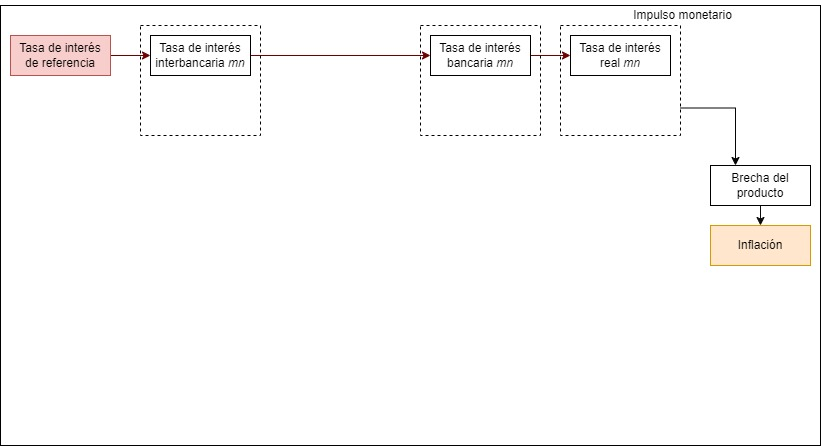 Impulso monetario
Tasa de interés
de referencia
Tasa de interés
interbancaria mn
Tasa de interés
bancaria mn
Tasa de interés
real mn
Brecha del
producto
Inflación